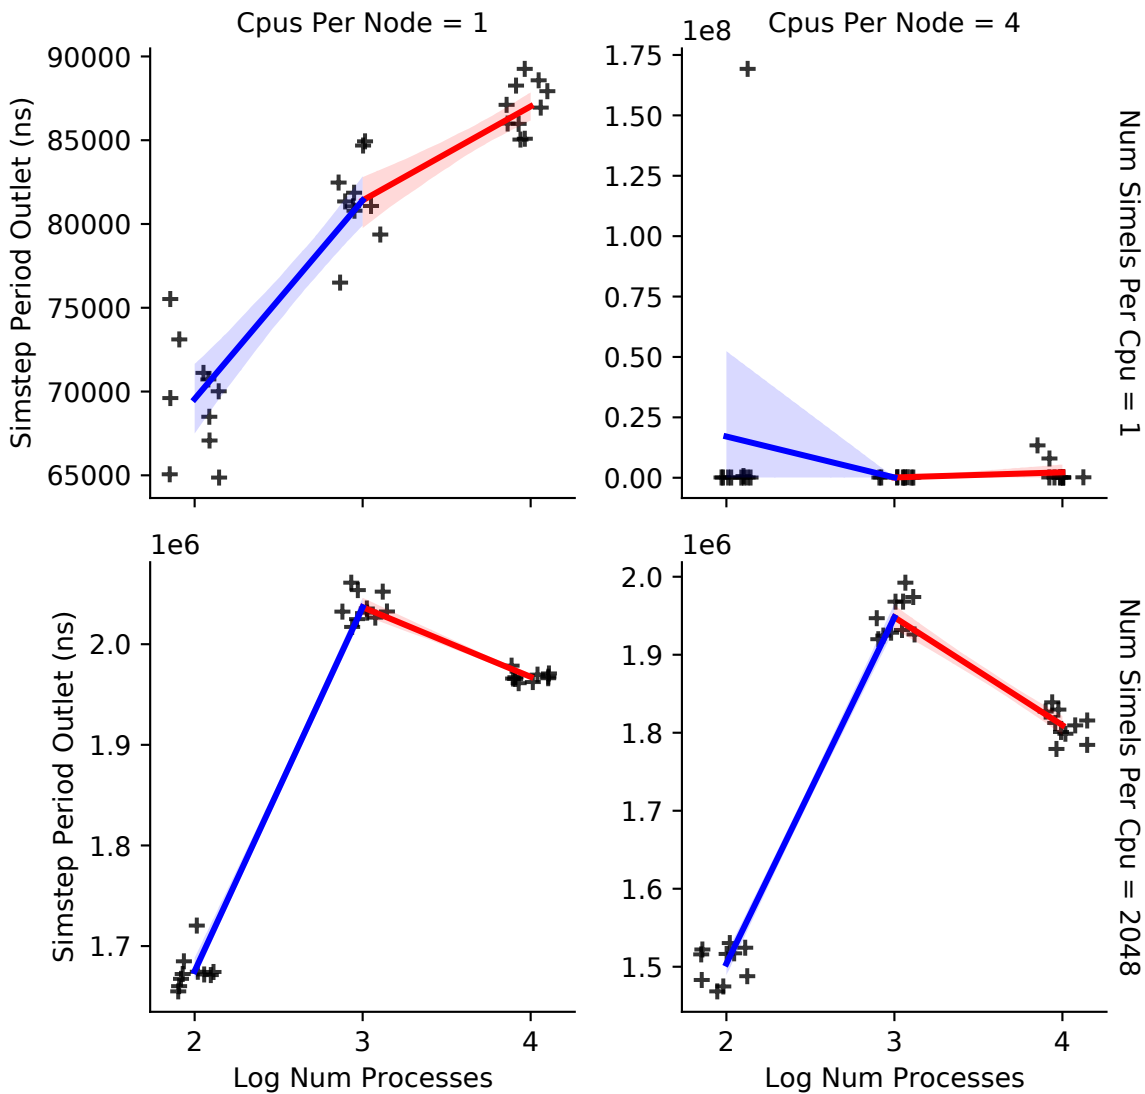 Cpus Per Node = 1
Cpus Per Node = 4
1e8
90000
85000
80000
75000
70000
65000
Simstep Period Outlet (ns)
1.75
1.50
1.25
1.00
0.75
0.50
0.25
0.00
Num Simels Per Cpu = 1
1e6
2.0
1.9
1.8
1.7
Simstep Period Outlet (ns)
2
3
4
Log Num Processes
1e6
2.0
1.9
1.8
1.7
1.6
1.5
2
3
4
Log Num Processes
Num Simels Per Cpu = 2048